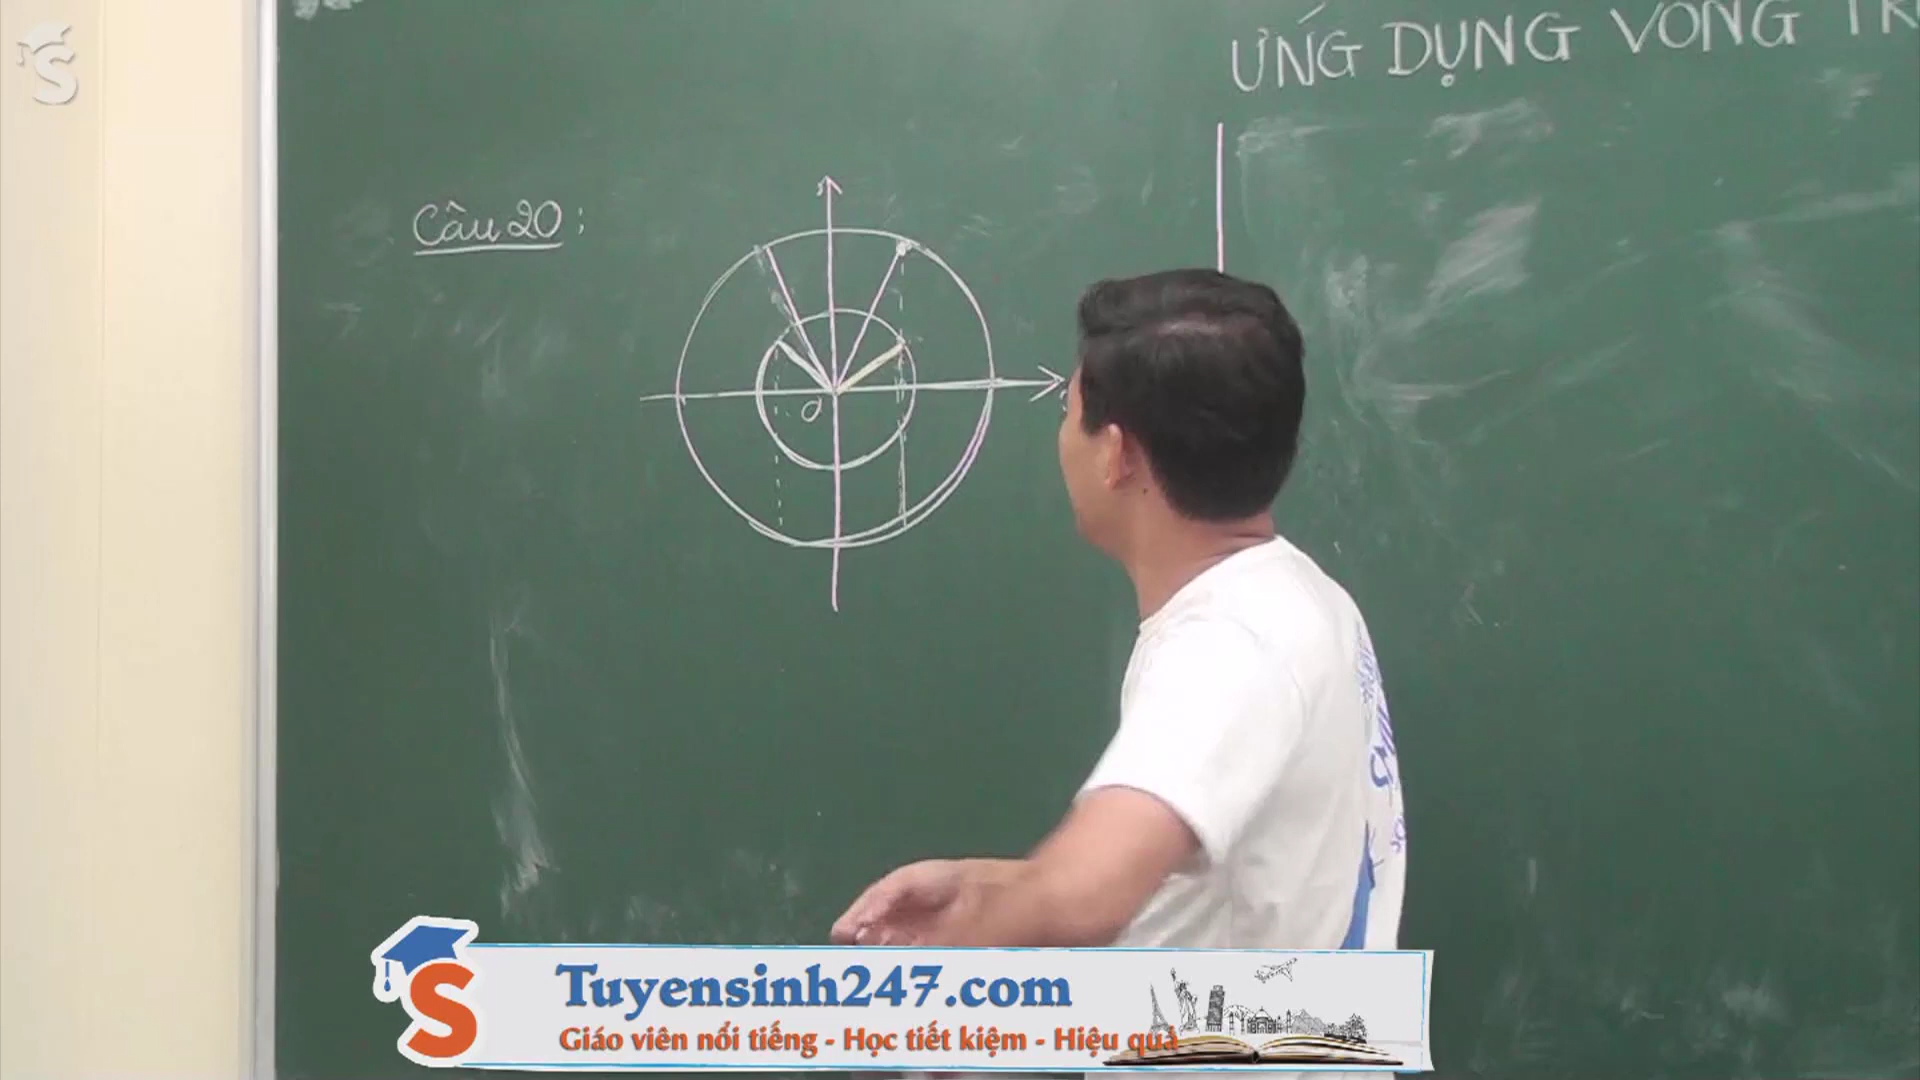 ỨNG DỤNG VÒNG TR
Câu 20:
O
Tuyensinh247.com
Giáo viên nổi tiếng - Học tiết kiệm - Hiệu quả